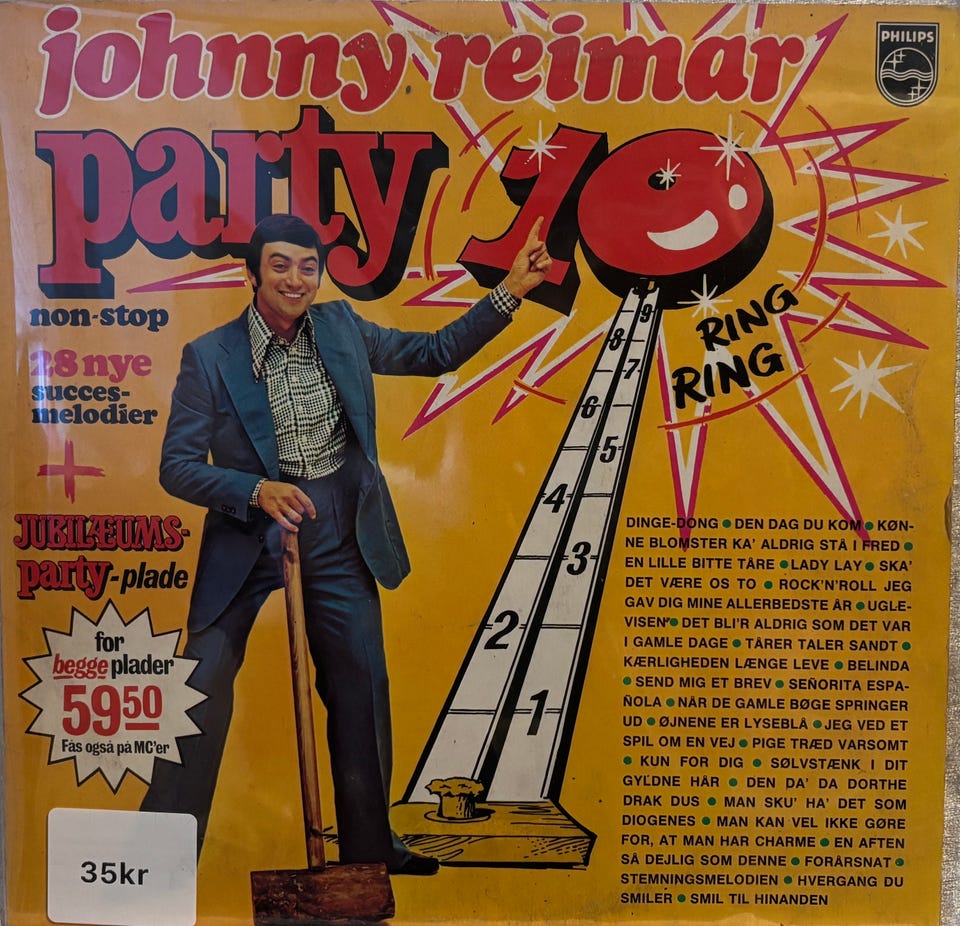 johnny reimar
PHILIPS
party 10
non-stop
28 nye
succes-
melodier
+
JUBILÆUMS-
party-plade
for
begge plader
5950
Fås også på MC'er
35kr
9
8
7
6
5
4
3
2
1
RING
RING
DINGE-DONG • DEN DAG DU KOM • KØN-
NE BLOMSTER KA' ALDRIG STÅ I FRED •
EN LILLE BITTE TÅRE • LADY LAY • SKA'
DET VÆRE OS TO • ROCK'N'ROLL JEG
GAV DIG MINE ALLERBEDSTE ÅR • UGLE-
VISEN • DET BLI'R ALDRIG SOM DET VAR
I GAMLE DAGE • TÅRER TALER SANDT •
KÆRLIGHEDEN LÆNGE LEVE • BELINDA
• SEND MIG ET BREV • SEÑORITA ESPA-
ÑOLA • NÅR DE GAMLE BØGE SPRINGER
UD • ØJNENE ER LYSEBLÅ • JEG VED ET
SPIL OM EN VEJ • PIGE TRÆD VARSOMT
• KUN FOR DIG • SØLVSTÆNK I DIT
GYLDNE HÅR • DEN DA' DA DORTHE
DRAK DUS • MAN SKU' HA' DET SOM
DIOGENES • MAN KAN VEL IKKE GØRE
FOR, AT MAN HAR CHARME • EN AFTEN
SÅ DEJLIG SOM DENNE • FORÅRSNAT •
STEMNINGSMELODIEN • HVERGANG DU
SMILER • SMIL TIL HINANDEN